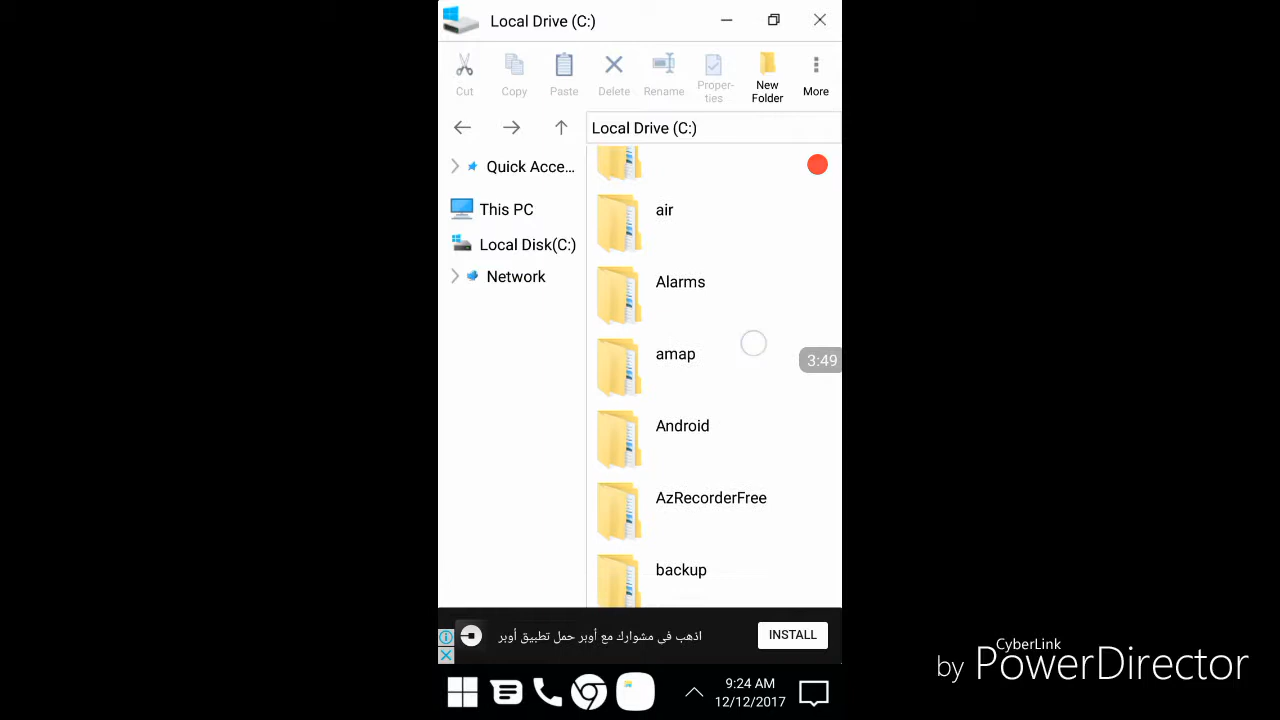 Local Drive (C:)
Cut
Copy
Paste
Delete
Rename
Proper-
ties
New
Folder
More
Local Drive (C:)
Quick Acce...
This PC
Local Disk(C:)
Network
air
Alarms
amap
Android
AzRecorderFree
backup
3:49
اذهب في مشوارك مع أوبر حمل تطبيق أوبر
INSTALL
9:24 AM
12/12/2017
CyberLink
by PowerDirector